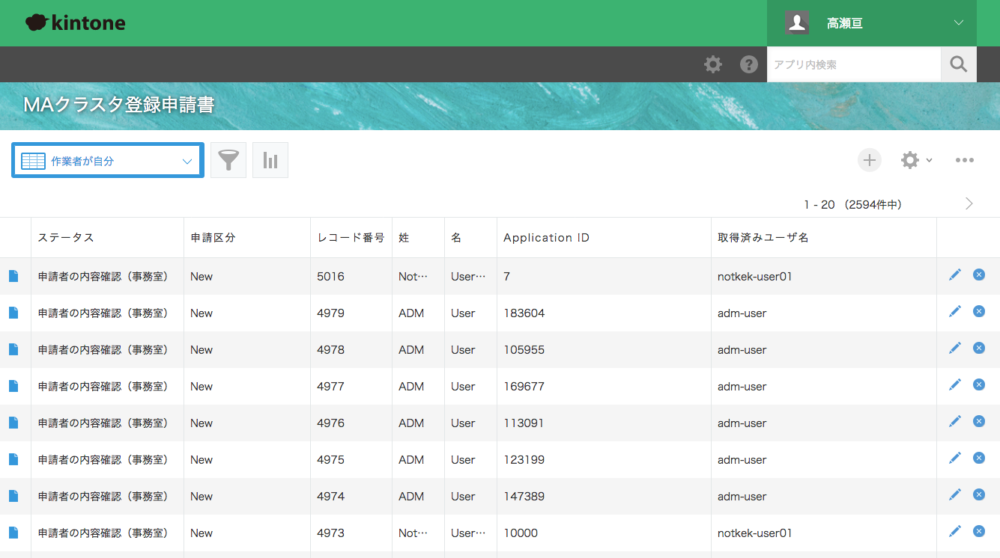 kintone
高瀬亘
アプリ内検索
MAクラスタ登録申請書
作業者が自分
1 - 20 （2594件中）
ステータス 申請区分 レコード番号 姓 名 Application ID 取得済みユーザ名
申請者の内容確認（事務室） New 5016 Not… User… 7 notkek-user01
申請者の内容確認（事務室） New 4979 ADM User 183604 adm-user
申請者の内容確認（事務室） New 4978 ADM User 105955 adm-user
申請者の内容確認（事務室） New 4977 ADM User 169677 adm-user
申請者の内容確認（事務室） New 4976 ADM User 113091 adm-user
申請者の内容確認（事務室） New 4975 ADM User 123199 adm-user
申請者の内容確認（事務室） New 4974 ADM User 147389 adm-user
申請者の内容確認（事務室） New 4973 Not… User… 10000 notkek-user01